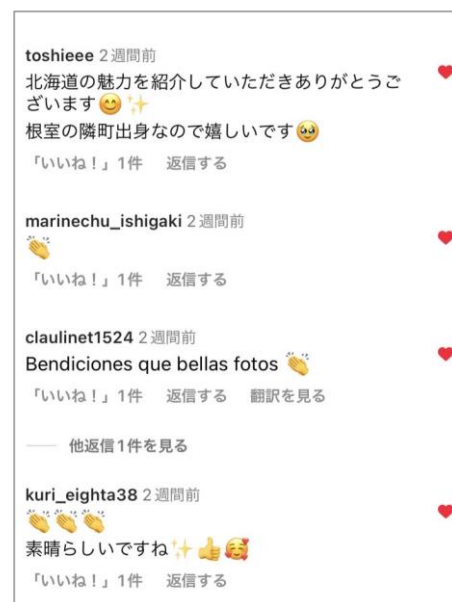 toshieee 2週間前
北海道の魅力を紹介していただきありがとうご
ざいます😊✨
根室の隣町出身なので嬉しいです🥹
「いいね！」1件 返信する
marinechu_ishigaki 2週間前
👏
「いいね！」1件 返信する
claulinet1524 2週間前
Bendiciones que bellas fotos 👏
「いいね！」1件 返信する 翻訳を見る
他返信1件を見る
kuri_eighta38 2週間前
👏👏👏
素晴らしいですね✨👍🥰
「いいね！」1件 返信する